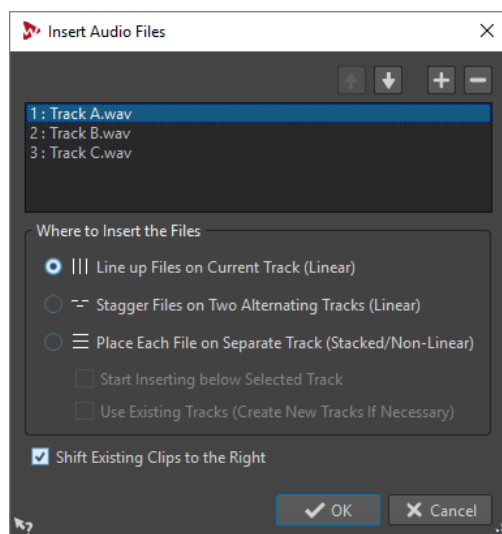 Insert Audio Files
1 : Track A.wav
2 : Track B.wav
3 : Track C.wav
Where to Insert the Files
Line up Files on Current Track (Linear)
Stagger Files on Two Alternating Tracks (Linear)
Place Each File on Separate Track (Stacked/Non-Linear)
Start Inserting below Selected Track
Use Existing Tracks (Create New Tracks If Necessary)
Shift Existing Clips to the Right
OK Cancel